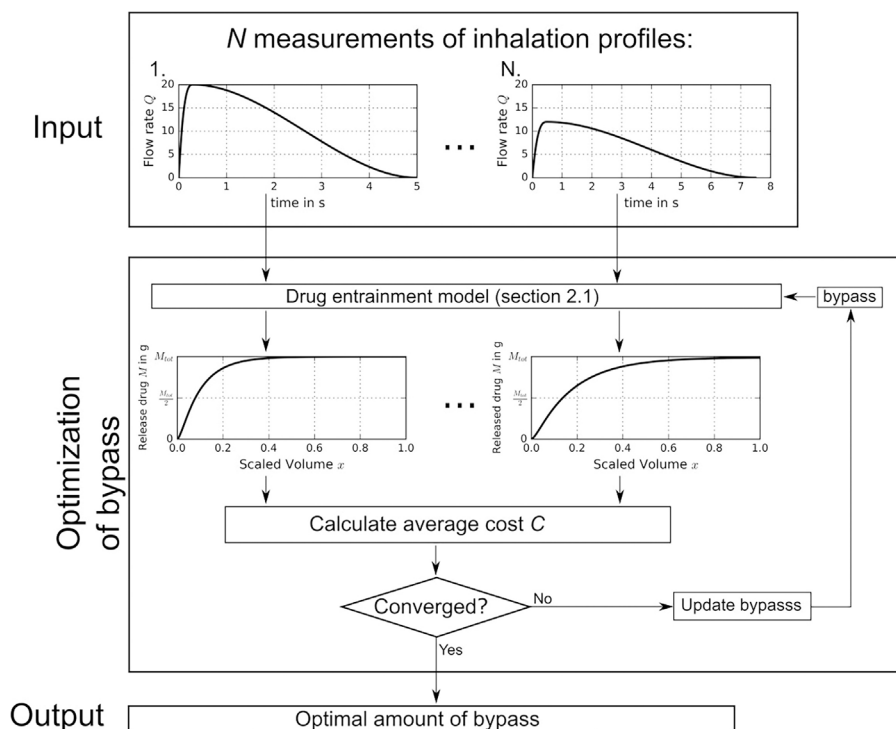 N measurements of inhalation profiles:
1.
N.
Input
Flow rate Q
20
15
10
5
0
0 1 2 3 4 5
time in s
...
Flow rate Q
20
15
10
5
0
0 1 2 3 4 5 6 7 8
time in s
Optimization
of bypass
Drug entrainment model (section 2.1)
bypass
Release drug M in g
M_tot
M_tot/2
0
0 0.2 0.4 0.6 0.8 1.0
Scaled Volume x
...
Released drug M in g
M_tot
M_tot/2
0
0.0 0.2 0.4 0.6 0.8 1.0
Scaled Volume x
Calculate average cost C
Converged?
No
Update bypasss
Yes
Output
Optimal amount of bypass